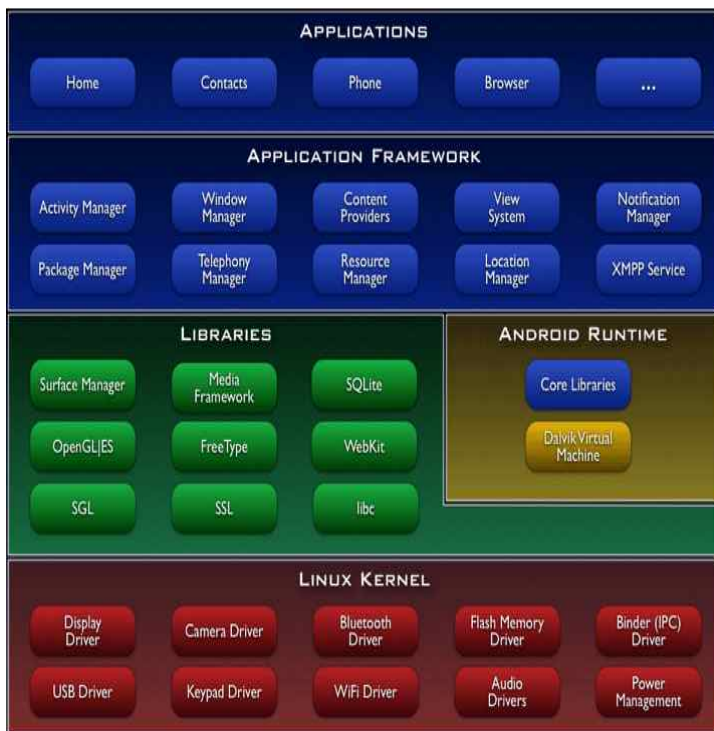 APPLICATIONS
Home
Contacts
Phone
Browser
...
APPLICATION FRAMEWORK
Activity Manager
Window
Manager
Content
Providers
View
System
Notification
Manager
Package Manager
Telephony
Manager
Resource
Manager
Location
Manager
XMPP Service
LIBRARIES
Surface Manager
Media
Framework
SQLite
OpenGL|ES
FreeType
WebKit
SGL
SSL
libc
ANDROID RUNTIME
Core Libraries
Dalvik Virtual
Machine
LINUX KERNEL
Display
Driver
Camera Driver
Bluetooth
Driver
Flash Memory
Driver
Binder (IPC)
Driver
USB Driver
Keypad Driver
WiFi Driver
Audio
Drivers
Power
Management